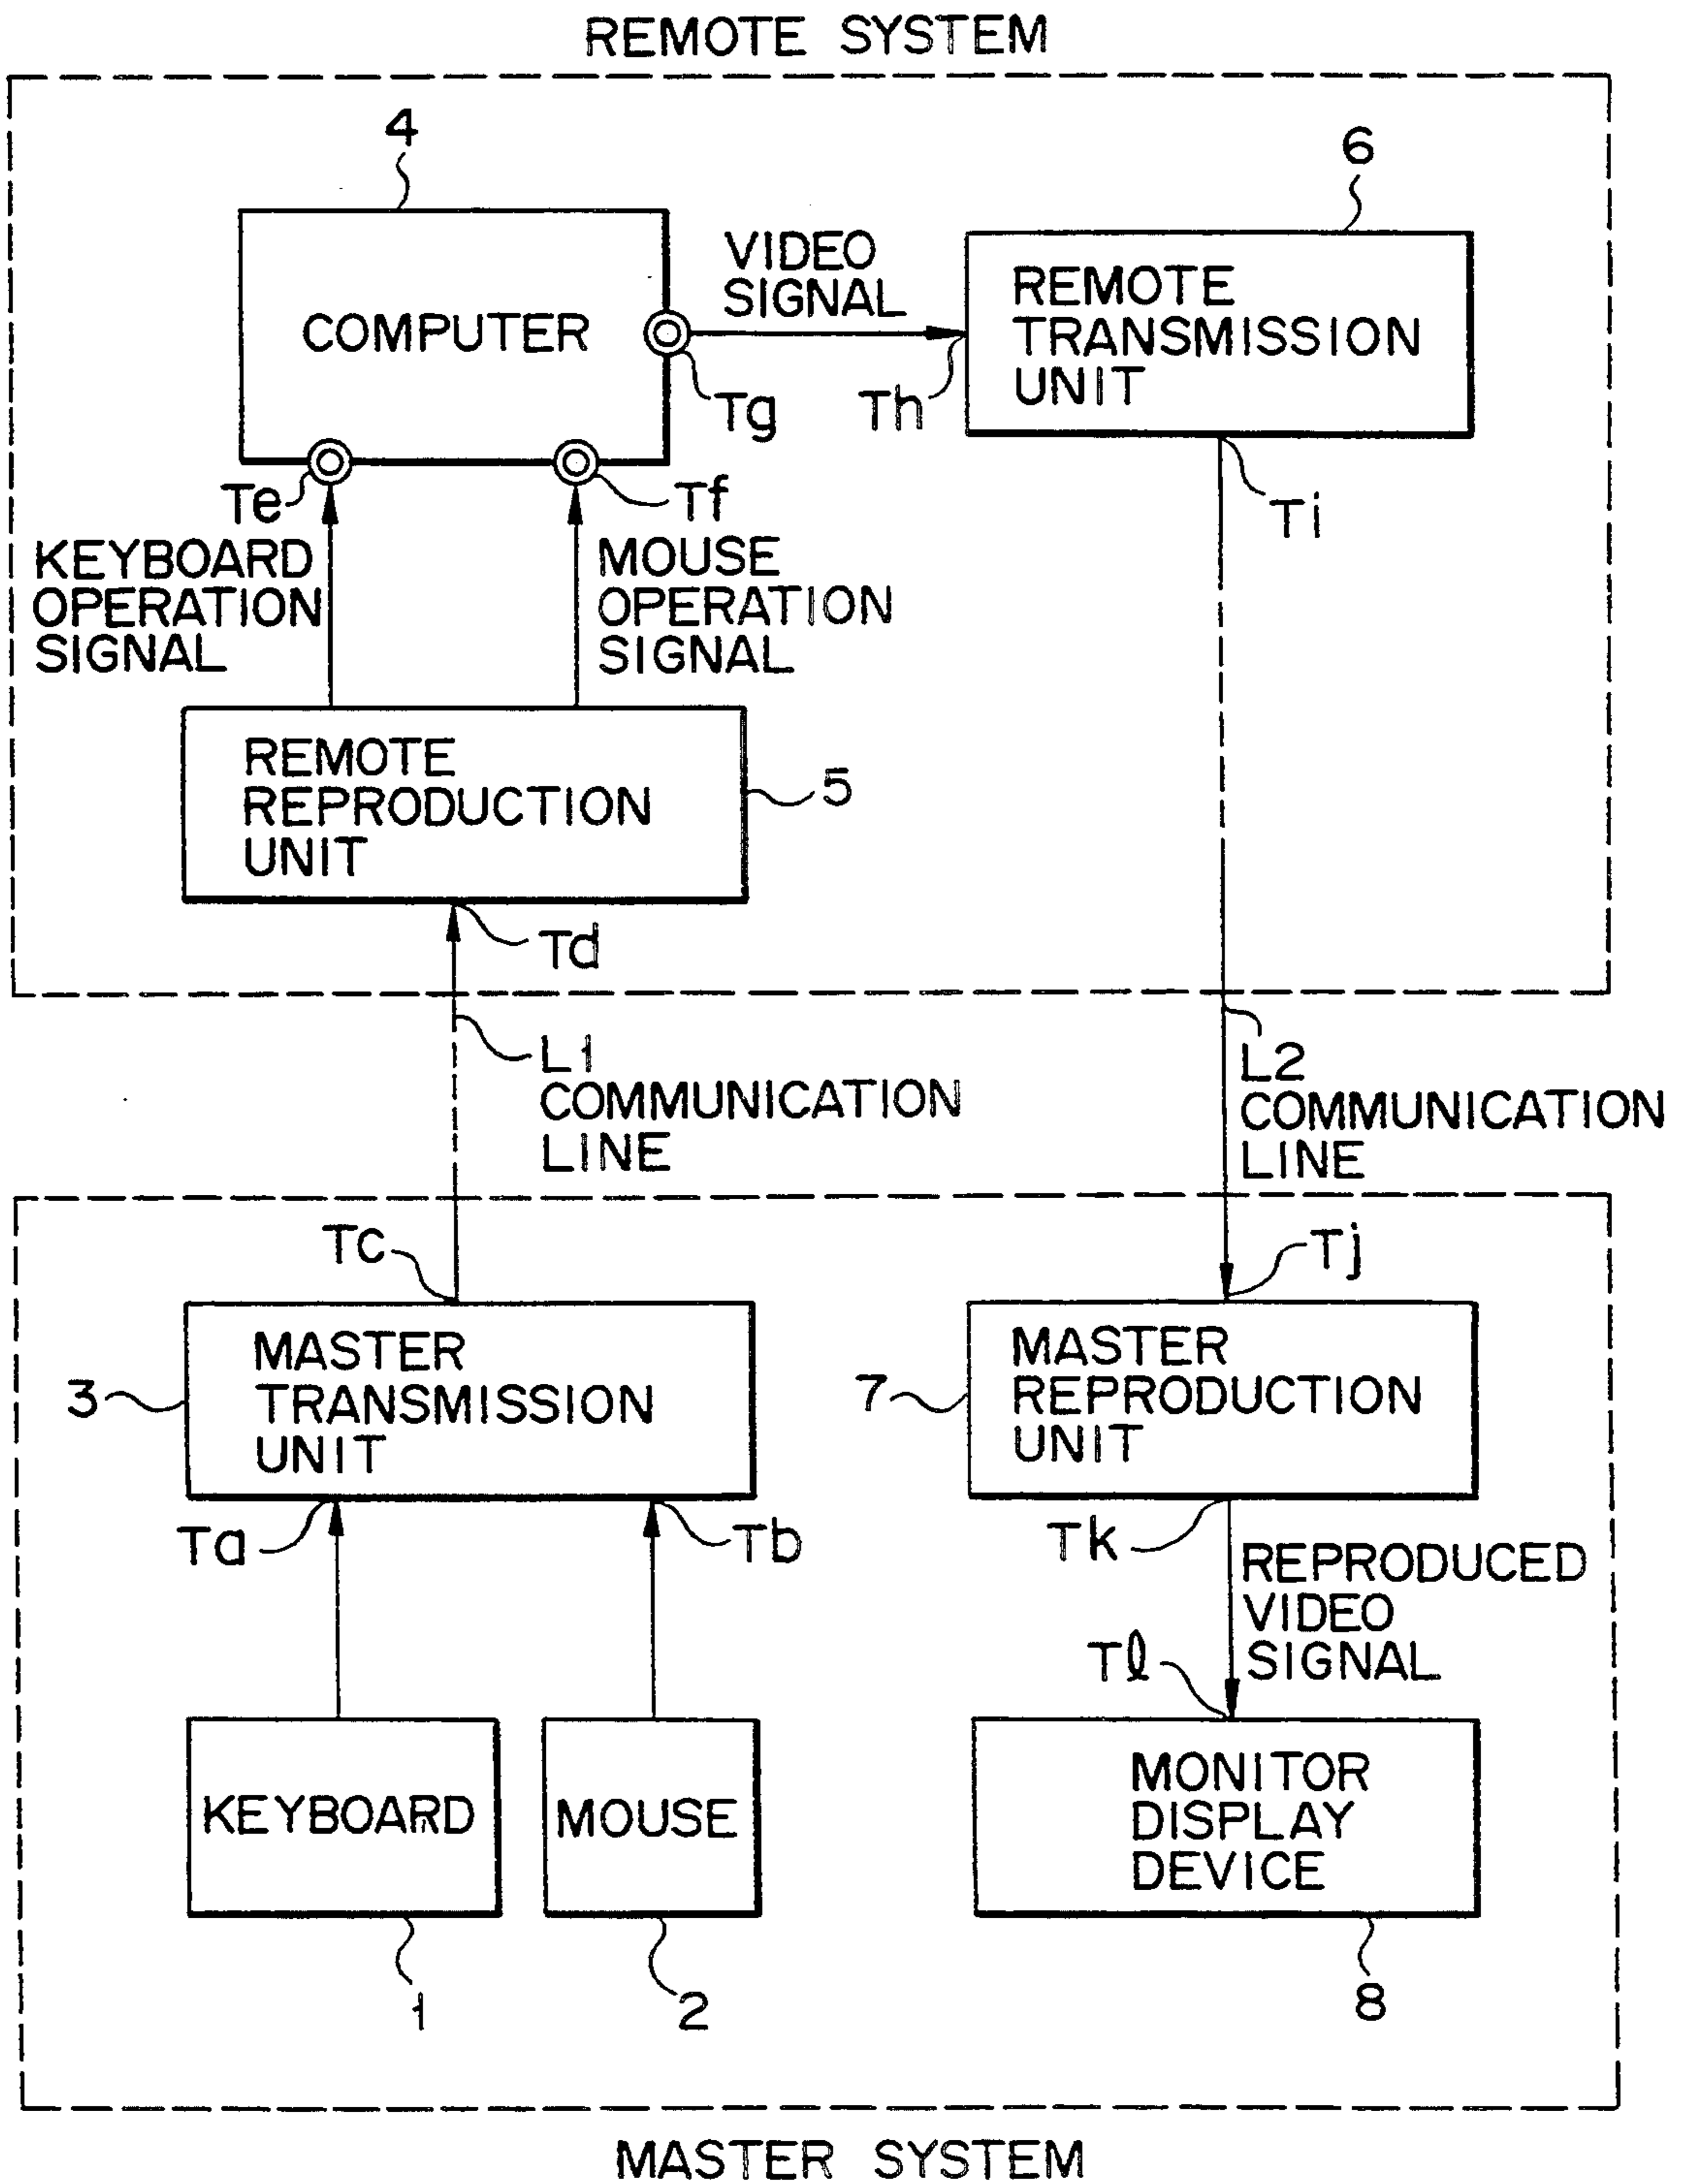 REMOTE SYSTEM
4
6
COMPUTER
VIDEO
SIGNAL
REMOTE
TRANSMISSION
UNIT
Tg
Th
Te
Tf
Ti
KEYBOARD
OPERATION
SIGNAL
MOUSE
OPERATION
SIGNAL
REMOTE
REPRODUCTION
UNIT
5
Td
L1
COMMUNICATION
LINE
L2
COMMUNICATION
LINE
Tc
Tj
3
MASTER
TRANSMISSION
UNIT
7
MASTER
REPRODUCTION
UNIT
Ta
Tb
Tk
REPRODUCED
VIDEO
SIGNAL
Tℓ
KEYBOARD
MOUSE
MONITOR
DISPLAY
DEVICE
1
2
8
MASTER SYSTEM